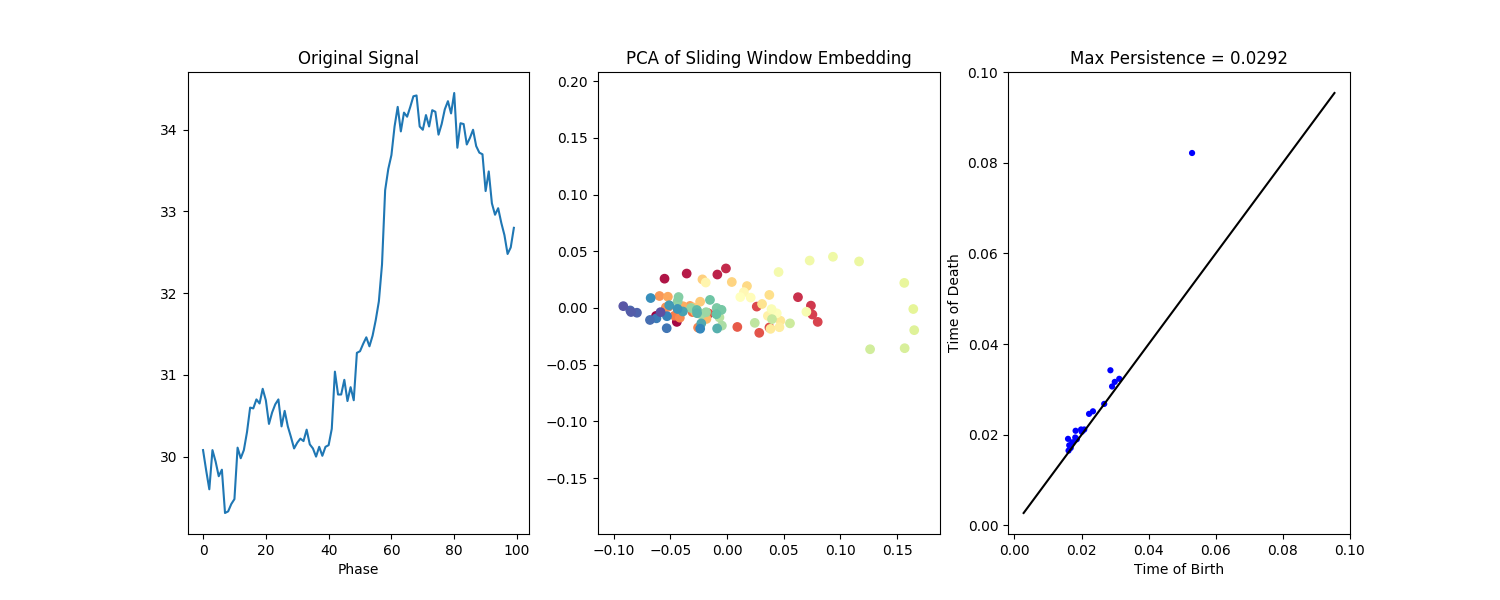 Original Signal
34
33
32
31
30
0 20 40 60 80 100
Phase
PCA of Sliding Window Embedding
0.20
0.15
0.10
0.05
0.00
−0.05
−0.10
−0.15
−0.10 −0.05 0.00 0.05 0.10 0.15
Max Persistence = 0.0292
Time of Death
0.10
0.08
0.06
0.04
0.02
0.00
0.00 0.02 0.04 0.06 0.08 0.10
Time of Birth